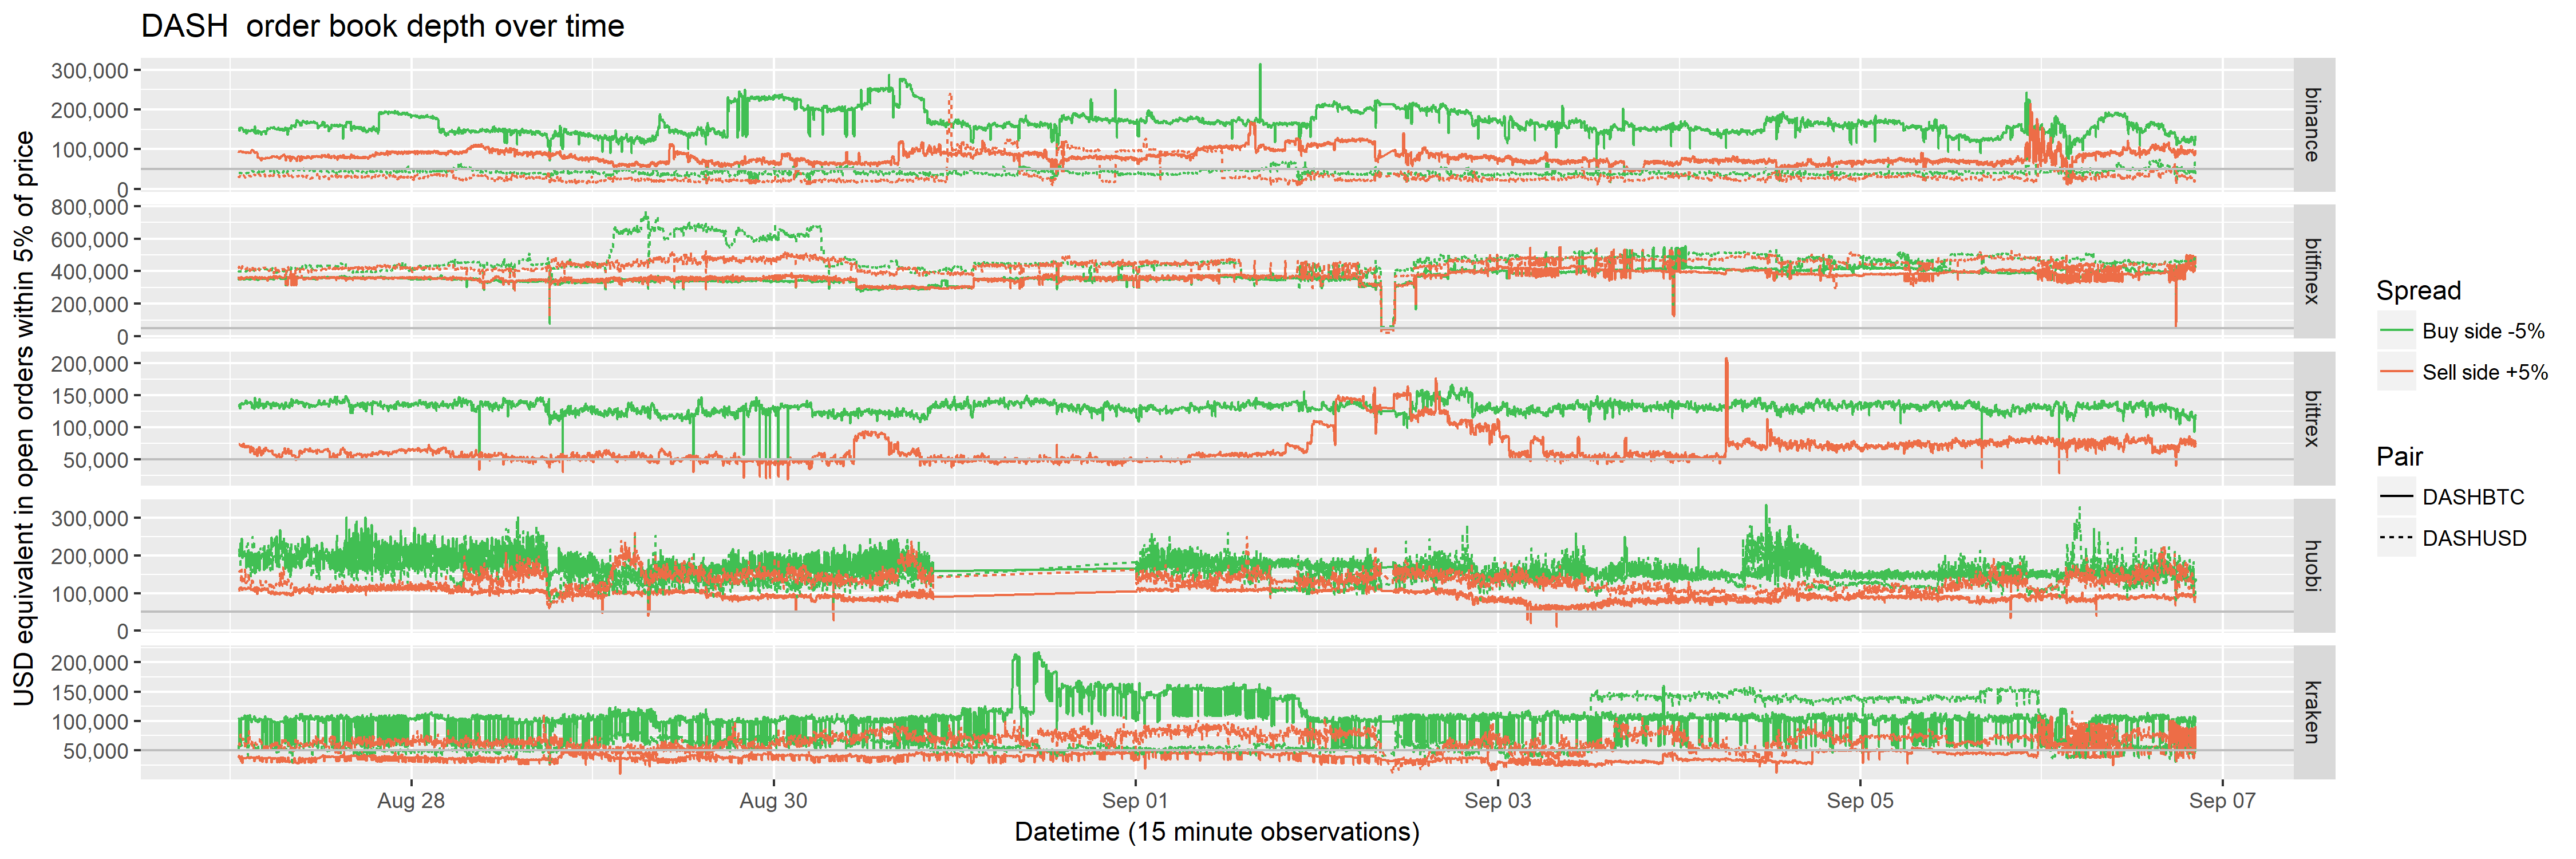 DASH  order book depth over time
USD equivalent in open orders within 5% of price
300,000
200,000
100,000
0
binance
800,000
600,000
400,000
200,000
0
bitfinex
200,000
150,000
100,000
50,000
bittrex
300,000
200,000
100,000
0
huobi
200,000
150,000
100,000
50,000
kraken
Aug 28
Aug 30
Sep 01
Sep 03
Sep 05
Sep 07
Datetime (15 minute observations)
Spread
Buy side -5%
Sell side +5%
Pair
DASHBTC
DASHUSD